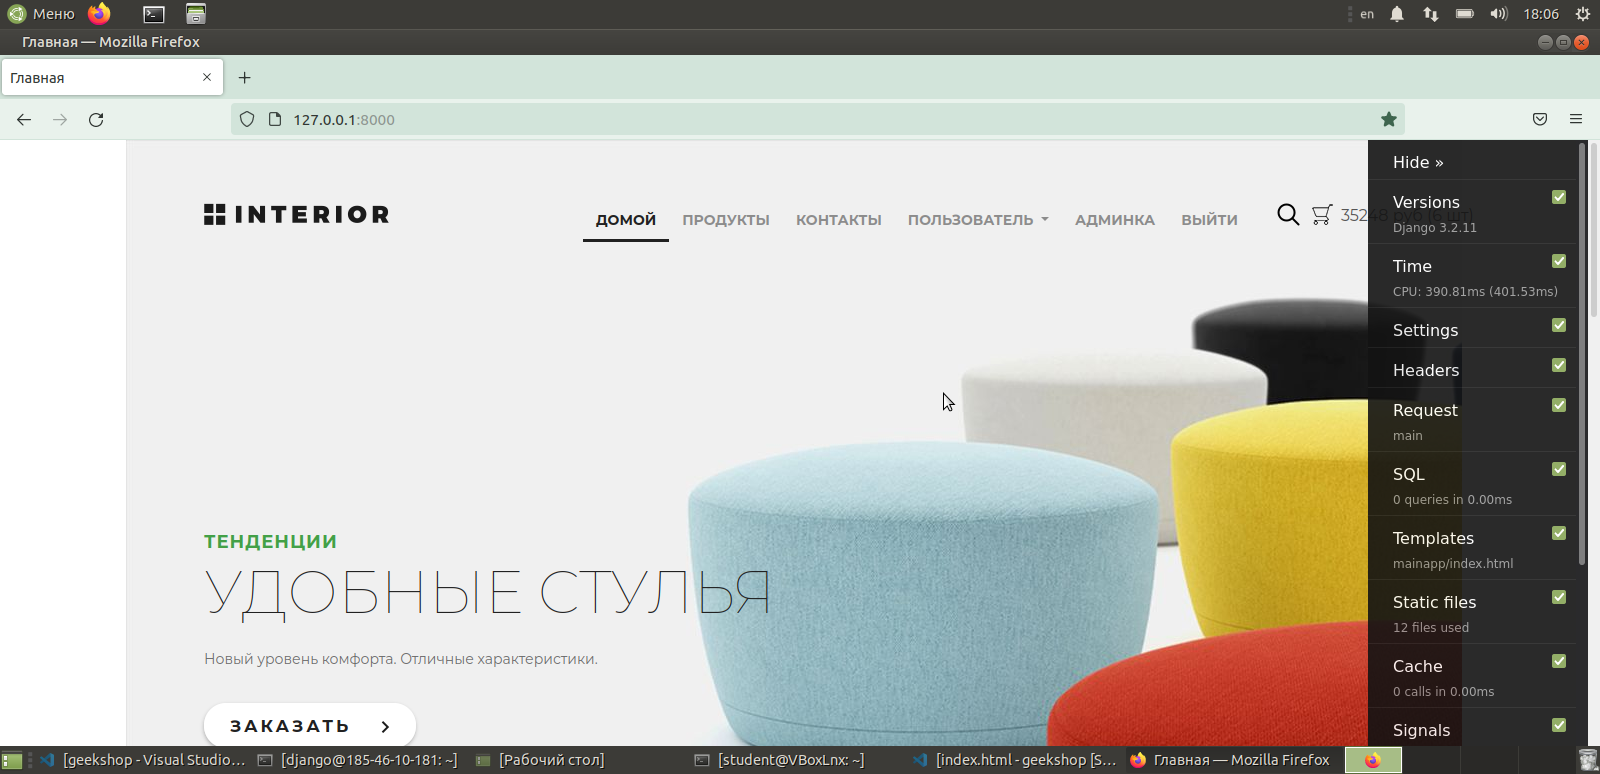 Меню
en
18:06
Главная — Mozilla Firefox
Главная
127.0.0.1:8000
INTERIOR
ДОМОЙ ПРОДУКТЫ КОНТАКТЫ ПОЛЬЗОВАТЕЛЬ АДМИНКА ВЫЙТИ
35248 руб (6 шт)
ТЕНДЕНЦИИ
УДОБНЫЕ СТУЛЬЯ
Новый уровень комфорта. Отличные характеристики.
ЗАКАЗАТЬ
Hide »
Versions
Django 3.2.11
Time
CPU: 390.81ms (401.53ms)
Settings
Headers
Request
main
SQL
0 queries in 0.00ms
Templates
mainapp/index.html
Static files
12 files used
Cache
0 calls in 0.00ms
Signals
[geekshop - Visual Studio...
[django@185-46-10-181: ~]
[Рабочий стол]
[student@VBoxLnx: ~]
[index.html - geekshop [S...
Главная — Mozilla Firefox